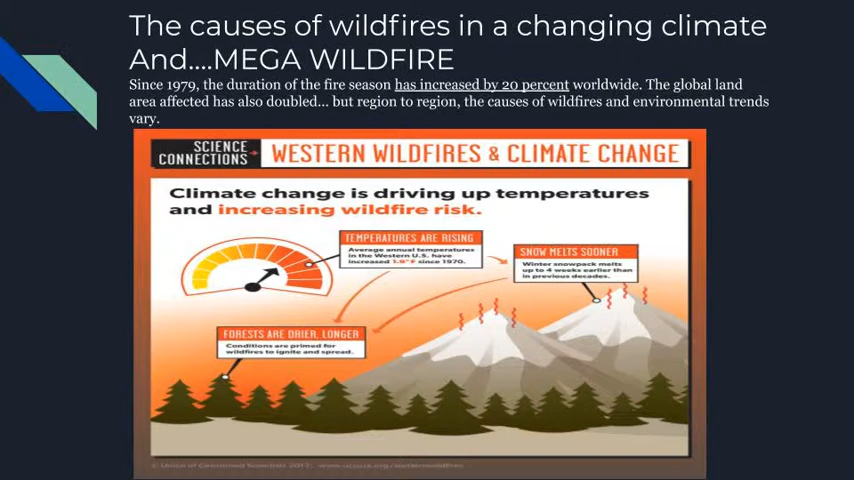 The causes of wildfires in a changing climate
And....MEGA WILDFIRE
Since 1979, the duration of the fire season has increased by 20 percent worldwide. The global land
area affected has also doubled... but region to region, the causes of wildfires and environmental trends
vary.
SCIENCE
CONNECTIONS
WESTERN WILDFIRES & CLIMATE CHANGE
Climate change is driving up temperatures
and increasing wildfire risk.
TEMPERATURES ARE RISING
Average annual temperatures
in the Western U.S. have
increased 1.9°F since 1970.
SNOW MELTS SOONER
Winter snowpack melts
up to 4 weeks earlier than
in previous decades.
FORESTS ARE DRIER, LONGER
Conditions are primed for
wildfires to ignite and spread.
© Union of Concerned Scientists